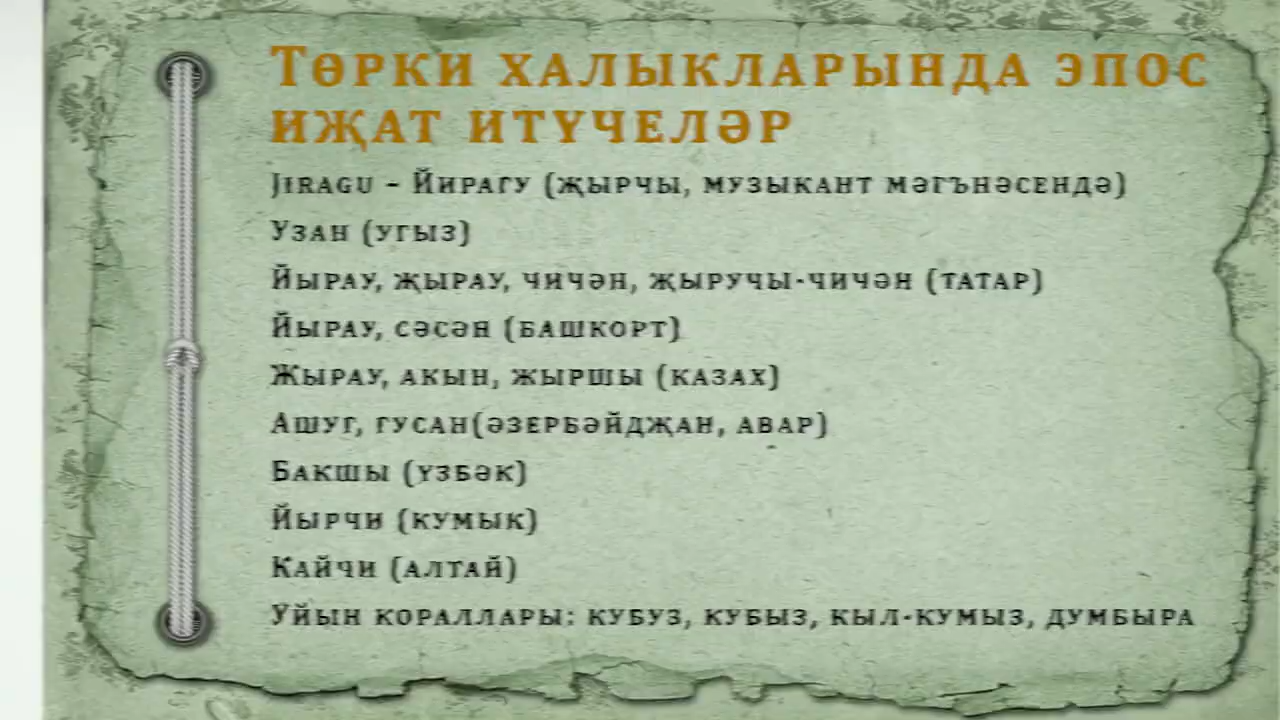 Төрки халыкларында эпос
иҗат итүчеләр
Jiragu – Йирагу (җырчы, музыкант мәгънәсендә)
Узан (угыз)
Йырау, җырау, чичән, җыручы-чичән (татар)
Йырау, сәсән (башкорт)
Жырау, акын, жыршы (казах)
Ашуг, гусан(әзербәйдҗан, авар)
Бакшы (үзбәк)
Йырчи (кумык)
Кайчи (алтай)
Уйын кораллары: кубуз, кубыз, кыл-кумыз, думбыра